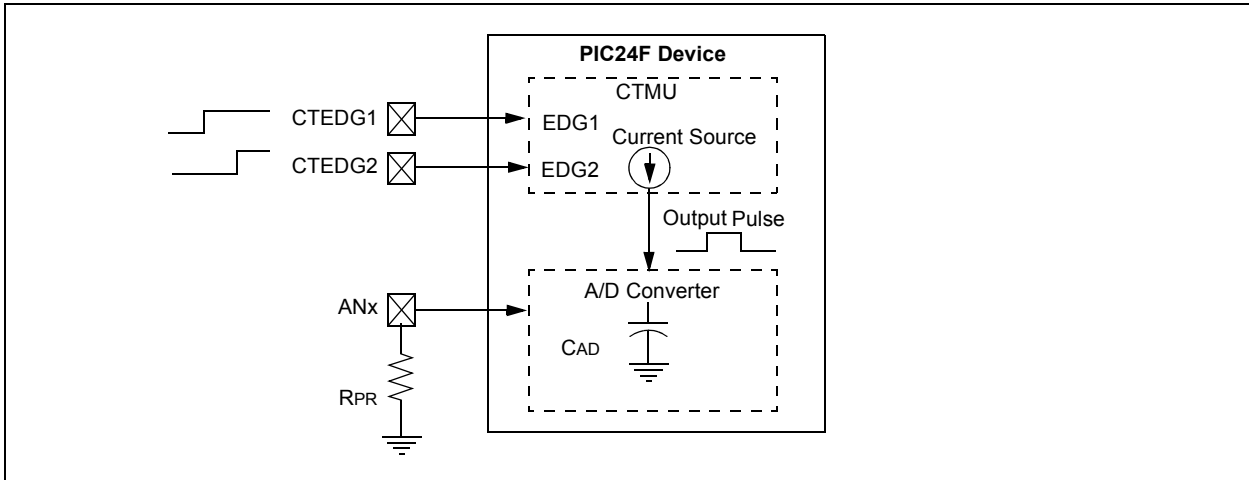 PIC24F Device
CTMU
CTEDG1
EDG1
Current Source
CTEDG2
EDG2
Output Pulse
A/D Converter
ANx
CAD
RPR